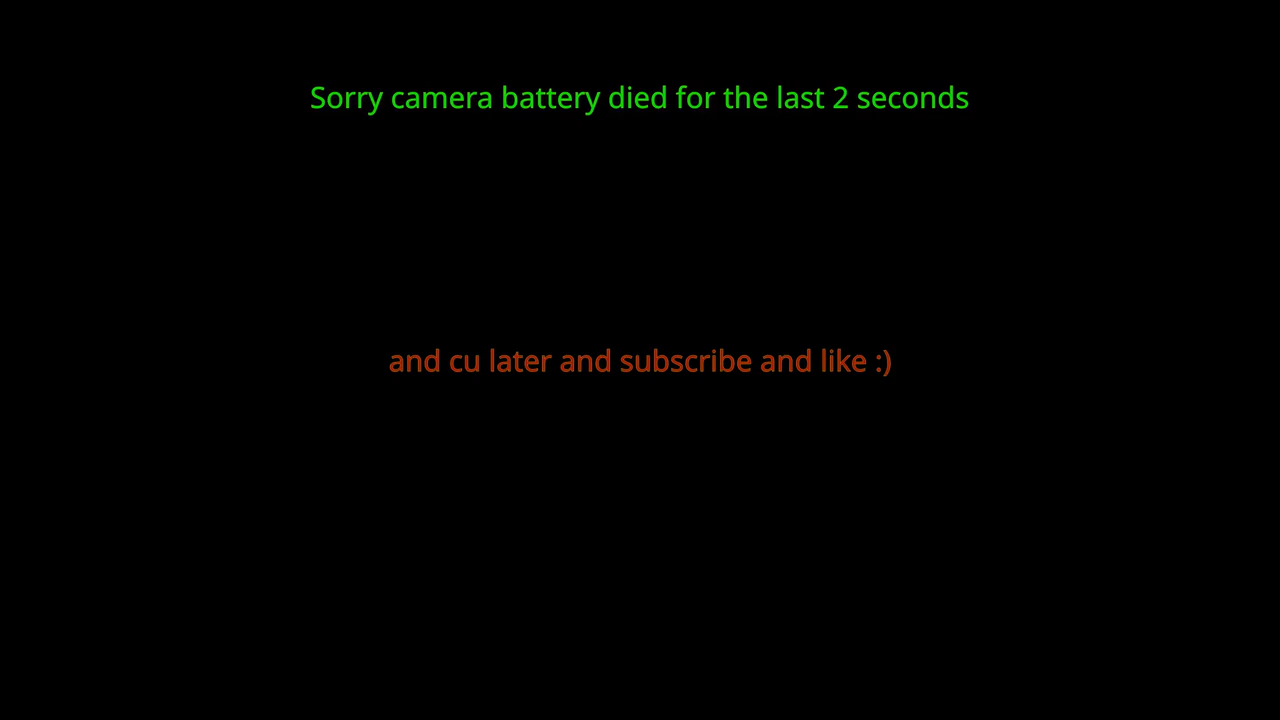 Sorry camera battery died for the last 2 seconds
and cu later and subscribe and like :)